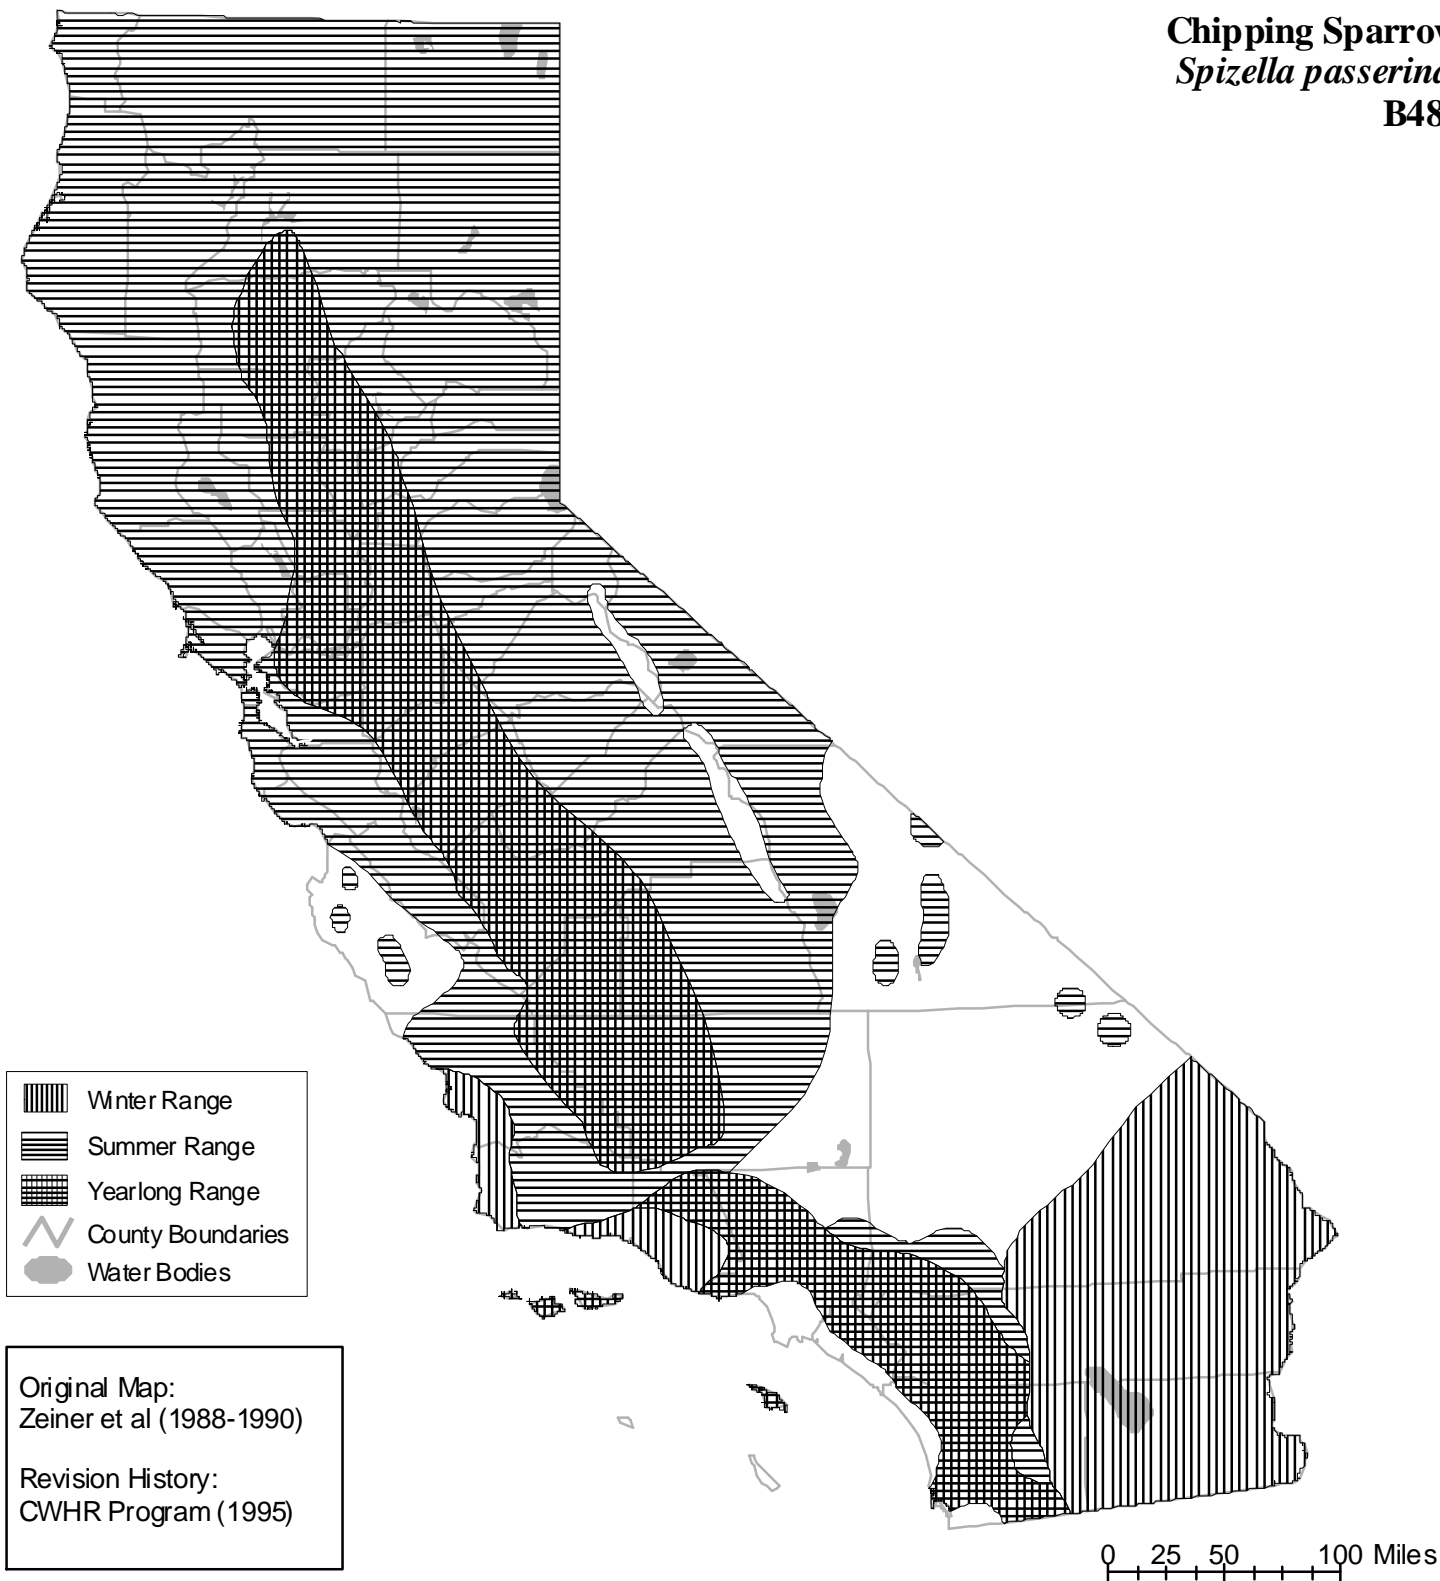 Chipping Sparrow
Spizella passerina
B48
Winter Range
Summer Range
Yearlong Range
County Boundaries
Water Bodies
Original Map:
Zeiner et al (1988-1990)
Revision History:
CWHR Program (1995)
0 25 50 100 Miles